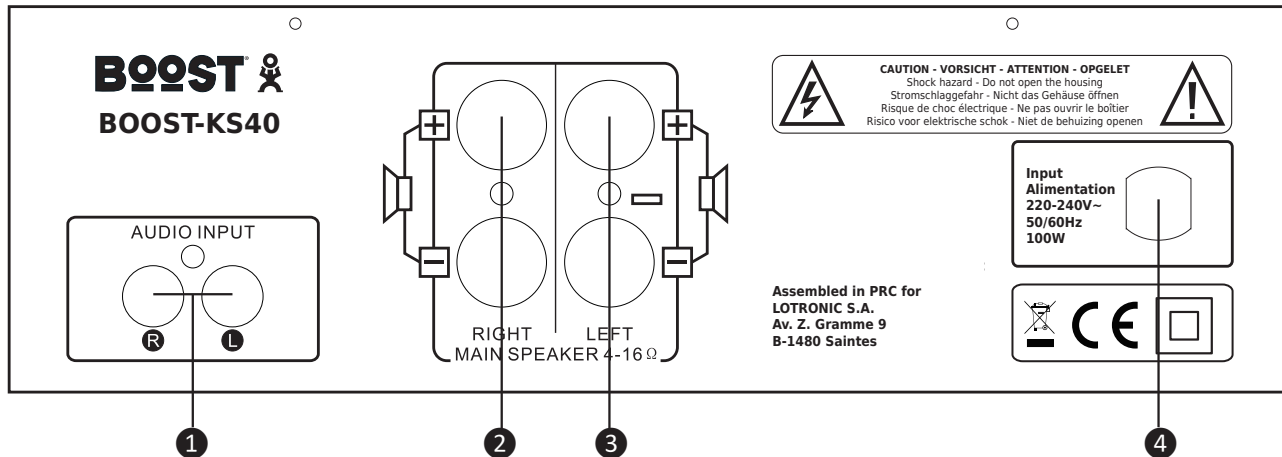 BOOST
BOOST-KS40
CAUTION - VORSICHT - ATTENTION - OPGELET
Shock hazard - Do not open the housing
Stromschlaggefahr - Nicht das Gehäuse öffnen
Risque de choc électrique - Ne pas ouvrir le boîtier
Risico voor elektrische schok - Niet de behuizing openen
AUDIO INPUT
R L
+ +
- -
RIGHT LEFT
MAIN SPEAKER 4-16 Ω
Input
Alimentation
220-240V~
50/60Hz
100W
Assembled in PRC for
LOTRONIC S.A.
Av. Z. Gramme 9
B-1480 Saintes
CE
1 2 3 4